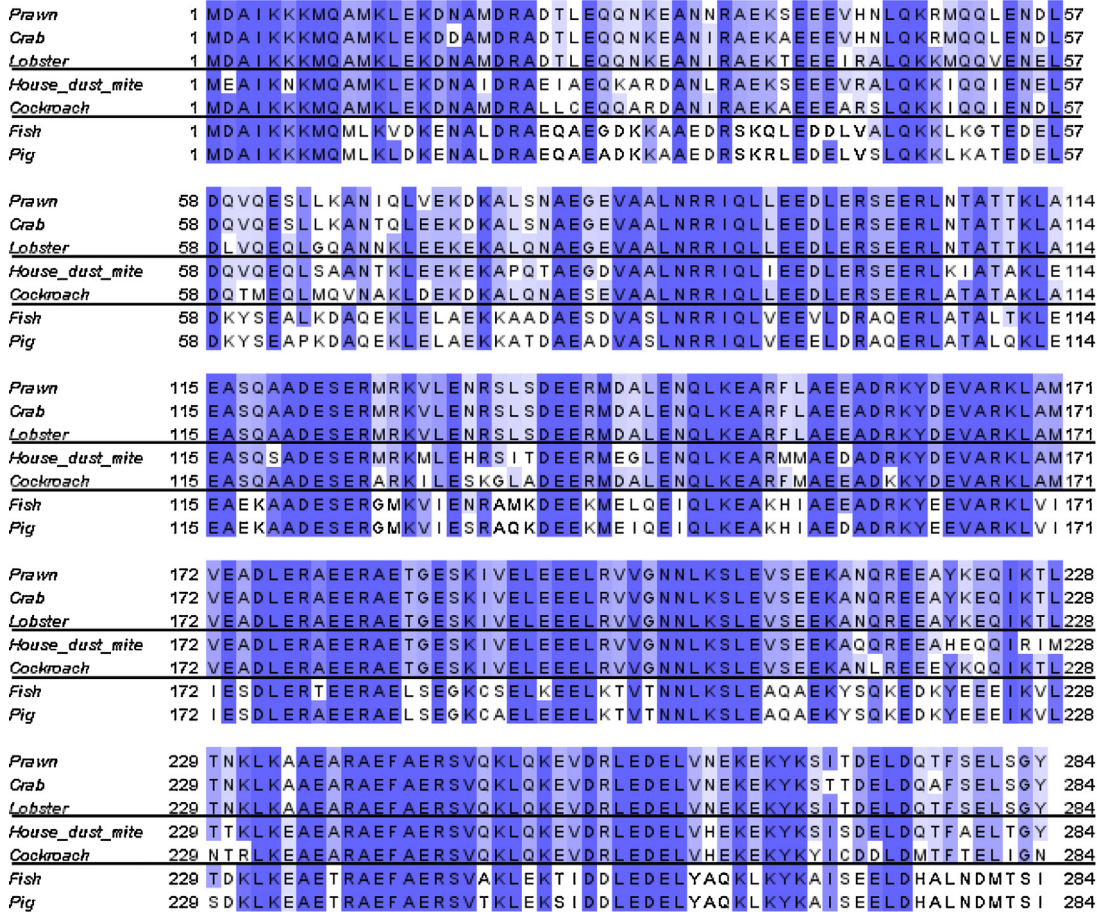 Prawn 1 MDAIKKKMQAMKLEKDNAMDRADTLEQQNKEANNRAEKSEEEVHNLQKRMQQLENDL 57
Crab 1 MDAIKKKMQAMKLEKDDAMDRADTLEQQNKEANIRAEKAEEEVHNLQKRMQQLENDL 57
Lobster 1 MDAIKKKMQAMKLEKDNAMDRADTLEQQNKEANIRAEKTEEEIRALQKKMQQVENEL 57
House_dust_mite 1 MEAIKNKMQAMKLEKDNAIDRAEIAEQKARDANLRAEKSEEEVRALQKKIQQIENEL 57
Cockroach 1 MDAIKKKMQAMKLEKDNAMDRALLCEQQARDANIRAEKAEEEARSLQKKIQQIENDL 57
Fish 1 MDAIKKKMQMLKVDKENALDRAEQAEGDKKAAEDRSKQLEDDLVALQKKLKGTEDEL 57
Pig 1 MDAIKKKMQMLKLDKENALDRAEQAEADKKAAEDRSKRLEDELVSLQKKLKATEDEL 57
Prawn 58 DQVQESLLKANIQLVEKDKALSNAEGEVAALNRRIQLLEEDLERSEERLNTATTKLA 114
Crab 58 DQVQESLLKANTQLEEKDKALSNAEGEVAALNRRIQLLEEDLERSEERLNTATTKLA 114
Lobster 58 DLVQEQLGQANNKLEEKEKALQNAEGEVAALNRRIQLLEEDLERSEERLNTATTKLA 114
House_dust_mite 58 DQVQEQLSAANTKLEEKEKAPQTAEGDVAALNRRIQLIEEDLERSEERLKIATAKLE 114
Cockroach 58 DQTMEQLMQVNAKLDEKDKALQNAESEVAALNRRIQLLEEDLERSEERLATATAKLA 114
Fish 58 DKYSEALKDAQEKLELAEKKAADAESDVASLNRRIQLVEEVLDRAQERLATALTKLE 114
Pig 58 DKYSEAPKDAQEKLELAEKKATDAEADVASLNRRIQLVEEELDRAQERLATALQKLE 114
Prawn 115 EASQAADESERMRKVLENRSLSDEERMDALENQLKEARFLAEEADRKYDEVARKLAM 171
Crab 115 EASQAADESERMRKVLENRSLSDEERMDALENQLKEARFLAEEADRKYDEVARKLAM 171
Lobster 115 EASQAADESERMRKVLENRSLSDEERMDALENQLKEARFLAEEADRKYDEVARKLAM 171
House_dust_mite 115 EASQSADESERMRKMLEHRSITDEERMEGLENQLKEARMMAEDADRKYDEVARKLAM 171
Cockroach 115 EASQAADESERARKILESKGLADEERMDALENQLKEARFMAEEADKKYDEVARKLAM 171
Fish 115 EAEKAADESERGMKVIENRAMKDEEKMELQEIQLKEAKHIAEEADRKYEEVARKLVI 171
Pig 115 EAEKAADESERGMKVIESRAQKDEEKMEIQEIQLKEAKHIAEDADRKYEEVARKLVI 171
Prawn 172 VEADLERAEERAETGESKIVELEEELRVVGNNLKSLEVSEEKANQREEAYKEQIKTL 228
Crab 172 VEADLERAEERAETGESKIVELEEELRVVGNNLKSLEVSEEKANQREEAYKEQIKTL 228
Lobster 172 VEADLERAEERAETGESKIVELEEELRVVGNNLKSLEVSEEKANQREEAYKEQIKTL 228
House_dust_mite 172 VEADLERAEERAETGESKIVELEEELRVVGNNLKSLEVSEEKAQQREEAHEQQIRIM 228
Cockroach 172 VEADLERAEERAETGESKIVELEEELRVVGNNLKSLEVSEEKANLREEEYKQQIKTL 228
Fish 172 IESDLERTEERAELSEGKCSELKEELKTVTNNLKSLEAQAEKYSQKEDKYEEEIKVL 228
Pig 172 IESDLERAEERAELSEGKCAELEEELKTVTNNLKSLEAQAEKYSQKEDKYEEEIKVL 228
Prawn 229 TNKLKAAEARAEFAERSVQKLQKEVDRLEDELVNEKEKYKSITDELDQTFSELSGY 284
Crab 229 TNKLKAAEARAEFAERSVQKLQKEVDRLEDELVNEKEKYKSTTDELDQAFSELSGY 284
Lobster 229 TNKLKAAEARAEFAERSVQKLQKEVDRLEDELVNEKEKYKSITDELDQTFSELSGY 284
House_dust_mite 229 TTKLKEAEARAEFAERSVQKLQKEVDRLEDELVHEKEKYKSISDELDQTFAELTGY 284
Cockroach 229 NTRLKEAEARAEFAERSVQKLQKEVDRLEDELVHEKEKYKYICDDLDMTFTELIGN 284
Fish 229 TDKLKEAETRAEFAERSVAKLEKTIDDLEDELYAQKLKYKAISEELDHALNDMTSI 284
Pig 229 SDKLKEAETRAEFAERSVTKLEKSIDDLEDELYAQKLKYKAISEELDHALNDMTSI 284